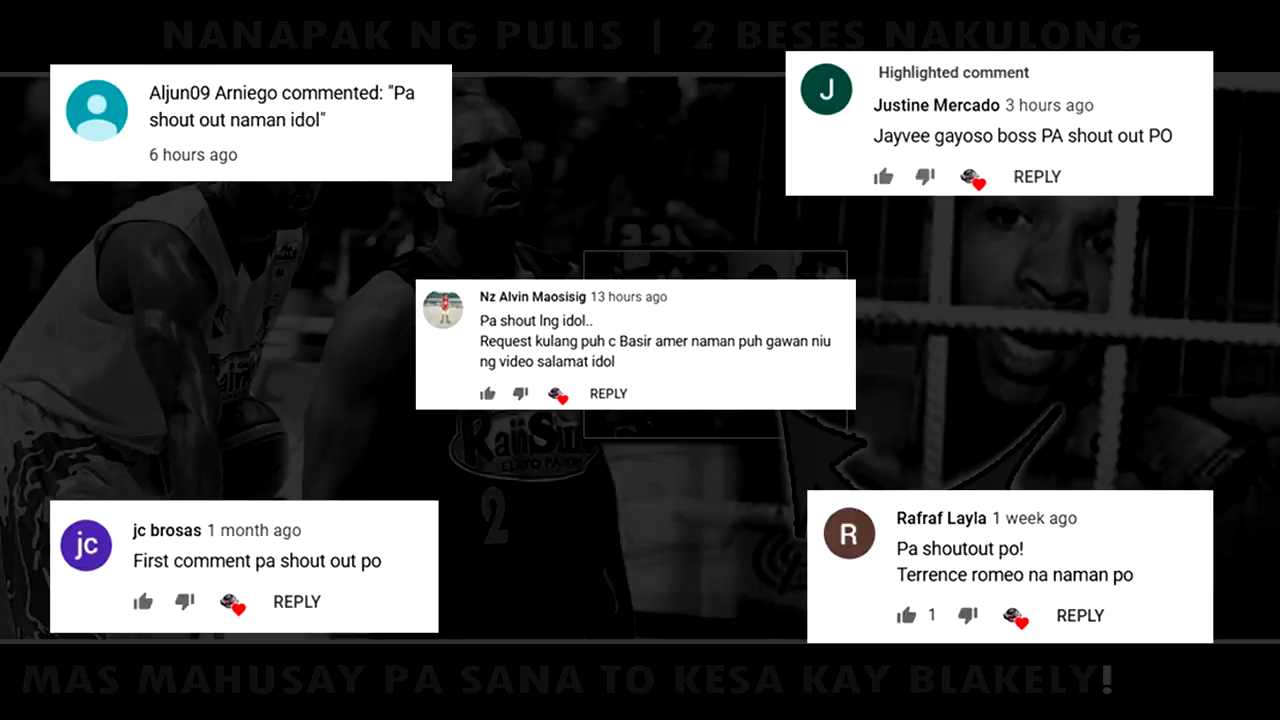 NANAPAK NG PULIS | 2 BESES NAKULONG
Aljun09 Arniego commented: "Pa
shout out naman idol"
6 hours ago
J
Highlighted comment
Justine Mercado 3 hours ago
Jayvee gayoso boss PA shout out PO
REPLY
Nz Alvin Maosisig 13 hours ago
Pa shout lng idol..
Request kulang puh c Basir amer naman puh gawan niu
ng video salamat idol
REPLY
2
jc
jc brosas 1 month ago
First comment pa shout out po
REPLY
R
Rafraf Layla 1 week ago
Pa shoutout po!
Terrence romeo na naman po
1 REPLY
MAS MAHUSAY PA SANA TO KESA KAY BLAKELY!